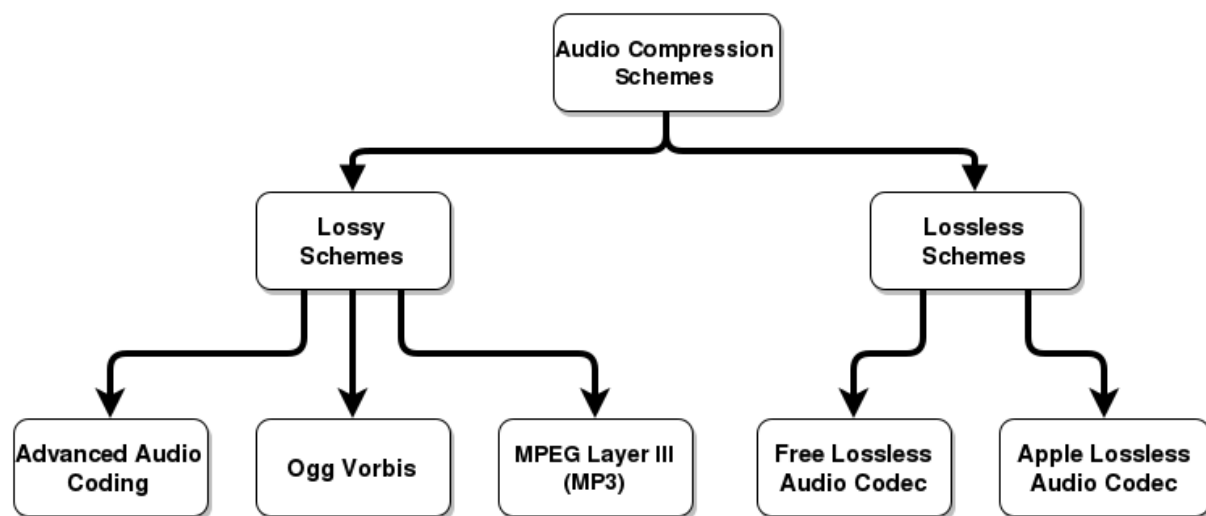 Audio Compression
Schemes
Lossy
Schemes
Lossless
Schemes
Advanced Audio
Coding
Ogg Vorbis
MPEG Layer III
(MP3)
Free Lossless
Audio Codec
Apple Lossless
Audio Codec